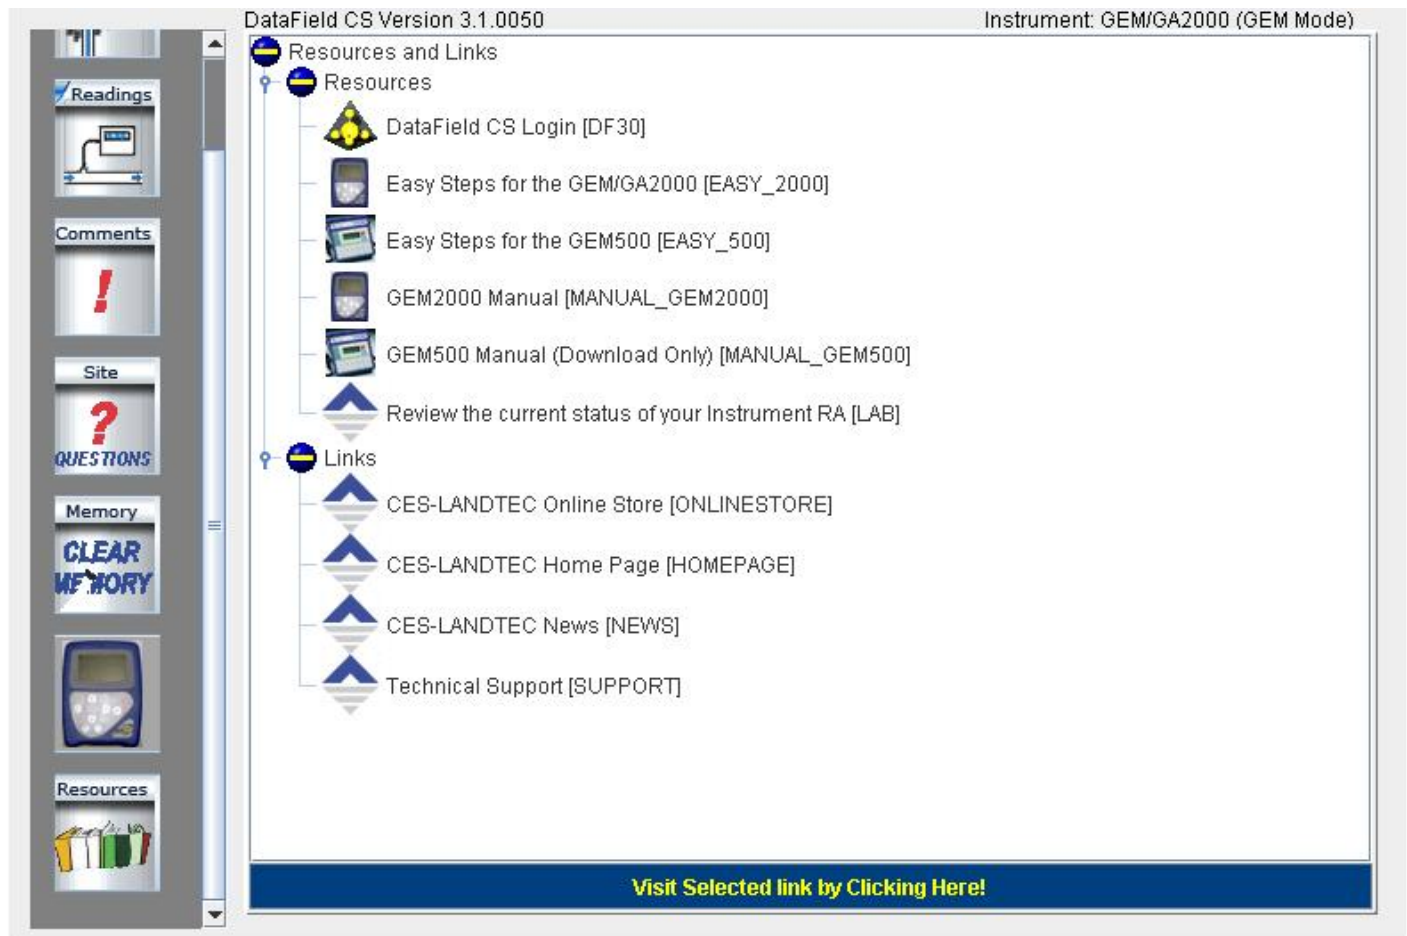 DataField CS Version 3.1.0050
Instrument: GEM/GA2000 (GEM Mode)
Readings
Comments
Site
QUESTIONS
Memory
CLEAR
MEMORY
Resources
Resources and Links
Resources
DataField CS Login [DF30]
Easy Steps for the GEM/GA2000 [EASY_2000]
Easy Steps for the GEM500 [EASY_500]
GEM2000 Manual [MANUAL_GEM2000]
GEM500 Manual (Download Only) [MANUAL_GEM500]
Review the current status of your Instrument RA [LAB]
Links
CES-LANDTEC Online Store [ONLINESTORE]
CES-LANDTEC Home Page [HOMEPAGE]
CES-LANDTEC News [NEWS]
Technical Support [SUPPORT]
Visit Selected link by Clicking Here!